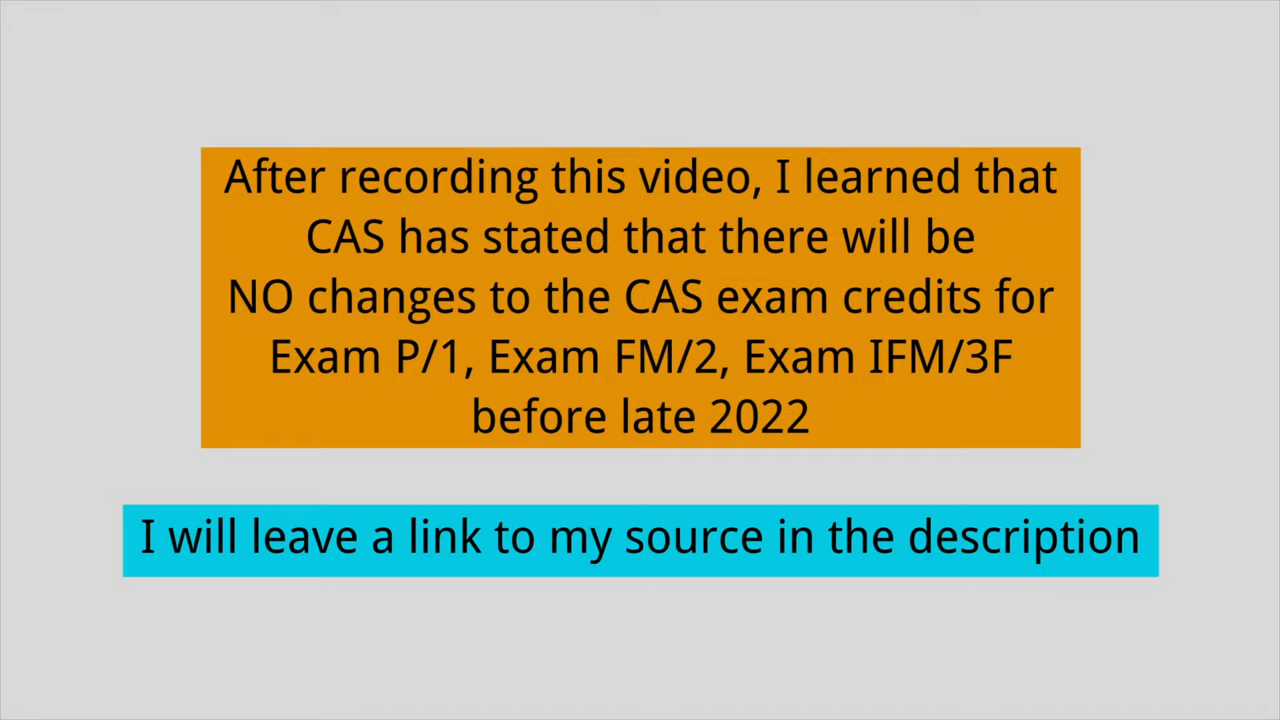 After recording this video, I learned that
CAS has stated that there will be
NO changes to the CAS exam credits for
Exam P/1, Exam FM/2, Exam IFM/3F
before late 2022
I will leave a link to my source in the description